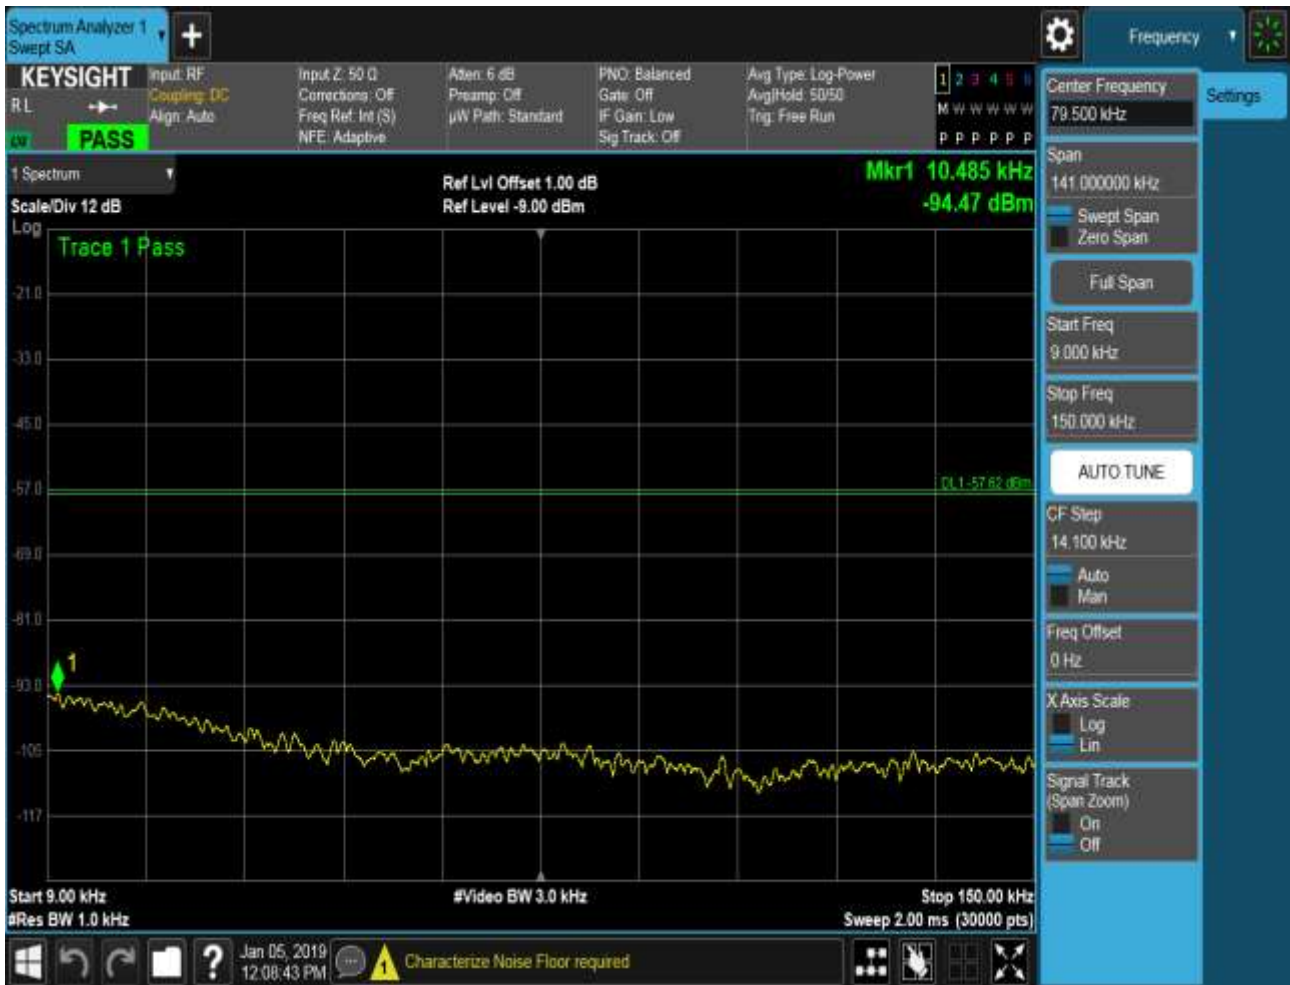 Spectrum Analyzer 1
Swept SA
+
Frequency
KEYSIGHT
R L
PASS
Input: RF
Coupling: DC
Align: Auto
Input Z: 50 Ω
Corrections: Off
Freq Ref: Int (S)
NFE: Adaptive
Atten: 6 dB
Preamp: Off
µW Path: Standard
PNO: Balanced
Gate: Off
IF Gain: Low
Sig Track: Off
Avg Type: Log-Power
Avg|Hold: 50/50
Trig: Free Run
1 2 3 4 5 6
M W W W W W
P P P P P P
1 Spectrum
Scale/Div 12 dB
Ref Lvl Offset 1.00 dB
Ref Level -9.00 dBm
Mkr1 10.485 kHz
-94.47 dBm
Log
Trace 1 Pass
-21.0
-33.0
-45.0
-57.0
DL1 -57.62 dBm
-69.0
-81.0
1
-93.0
-105
-117
Start 9.00 kHz
#Video BW 3.0 kHz
Stop 150.00 kHz
#Res BW 1.0 kHz
Sweep 2.00 ms (30000 pts)
Center Frequency
79.500 kHz
Settings
Span
141.000000 kHz
Swept Span
Zero Span
Full Span
Start Freq
9.000 kHz
Stop Freq
150.000 kHz
AUTO TUNE
CF Step
14.100 kHz
Auto
Man
Freq Offset
0 Hz
X Axis Scale
Log
Lin
Signal Track
(Span Zoom)
On
Off
?
Jan 05, 2019
12:08:43 PM
1
Characterize Noise Floor required